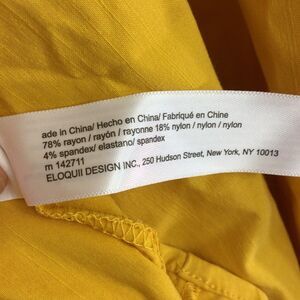 ade in China/ Hecho en China/ Fabriqué en Chine
78% rayon / rayón / rayonne 18% nylon / nylon / nylon
4% spandex/ elastano/ spandex
m 142711
ELOQUII DESIGN INC., 250 Hudson Street, New York, NY 10013